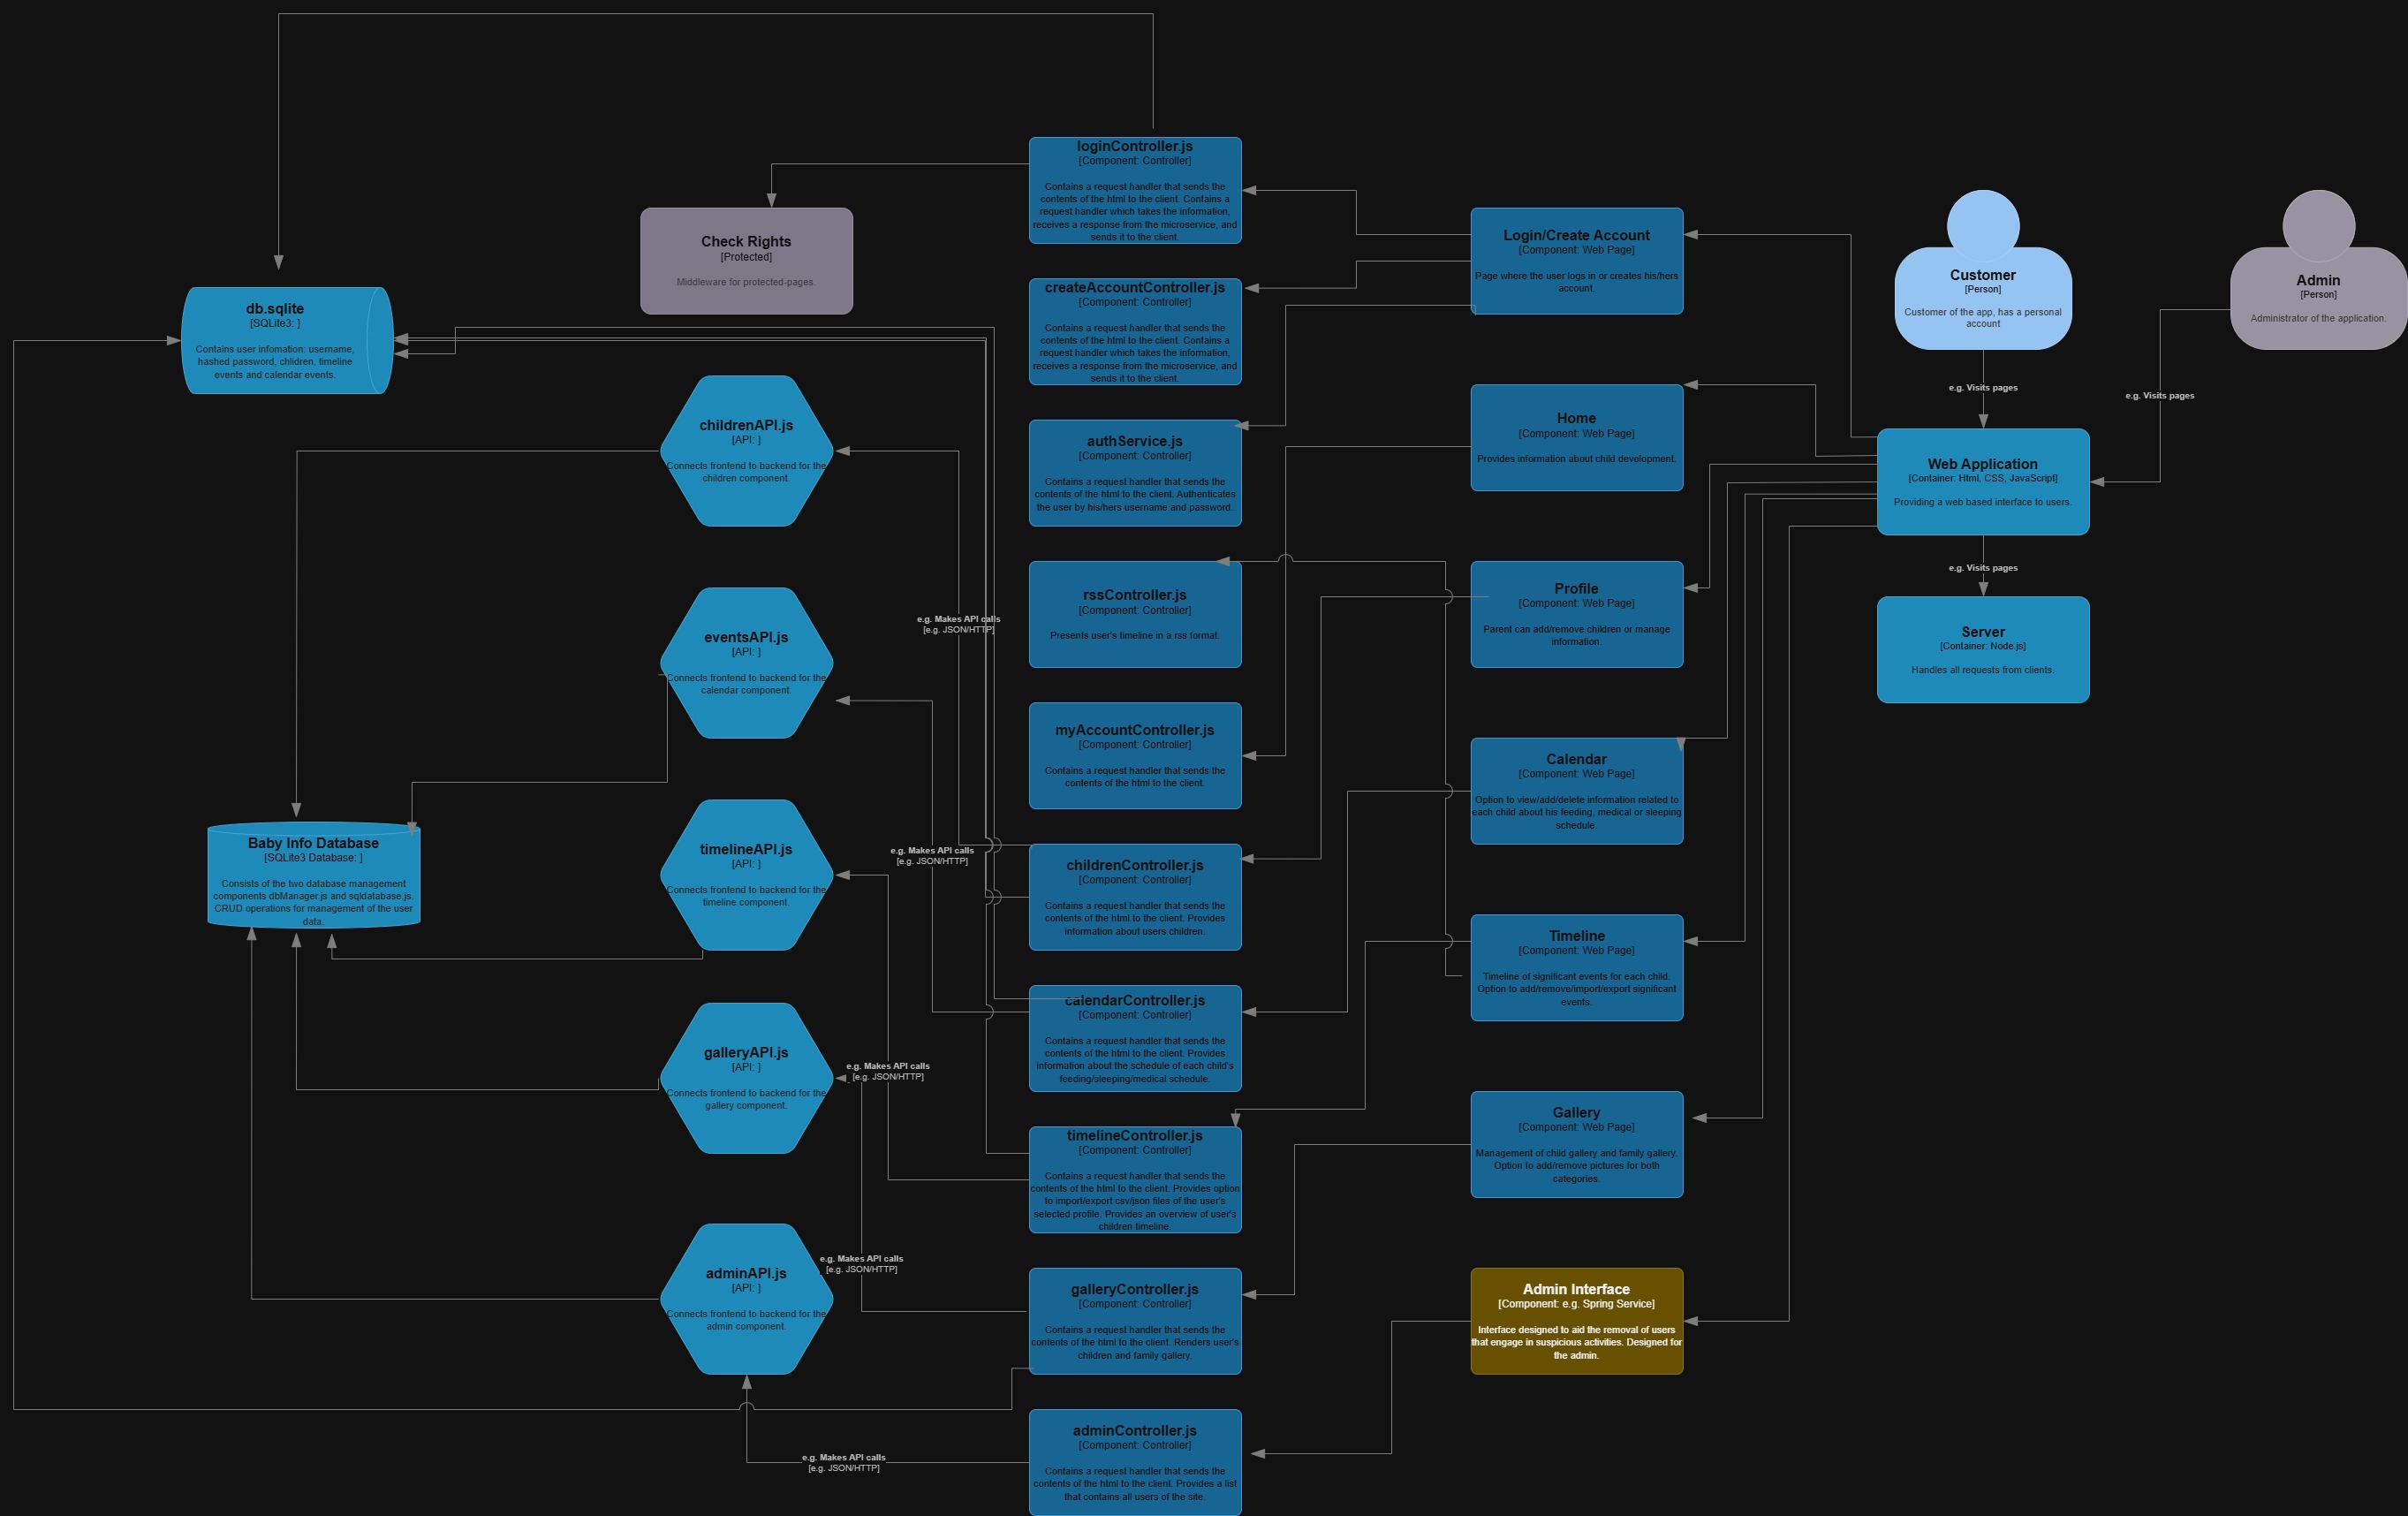 loginController.js
[Component: Controller]
Contains a request handler that sends the
contents of the html to the client. Contains a
request handler which takes the information,
receives a response from the microservice, and
sends it to the client.
Check Rights
[Protected]
Middleware for protected-pages.
Login/Create Account
[Component: Web Page]
Page where the user logs in or creates his/hers
account.
Customer
[Person]
Customer of the app, has a personal
account
Admin
[Person]
Administrator of the application.
db.sqlite
[SQLite3: ]
Contains user infomation: username,
hashed password, chlidren, timeline
events and calendar events.
createAccountController.js
[Component: Controller]
Contains a request handler that sends the
contents of the html to the client. Contains a
request handler which takes the information,
receives a response from the microservice, and
sends it to the client.
e.g. Visits pages
e.g. Visits pages
childrenAPI.js
[API: ]
Connects frontend to backend for the
children component.
authService.js
[Component: Controller]
Contains a request handler that sends the
contents of the html to the client. Authenticates
the user by his/hers username and password.
Home
[Component: Web Page]
Provides information about child development.
Web Application
[Container: Html, CSS, JavaScript]
Providing a web based interface to users.
e.g. Visits pages
eventsAPI.js
[API: ]
Connects frontend to backend for the
calendar component.
e.g. Makes API calls
[e.g. JSON/HTTP]
rssController.js
[Component: Controller]
Presents user's timeline in a rss format.
Profile
[Component: Web Page]
Parent can add/remove children or manage
information.
Server
[Container: Node.js]
Handles all requests from clients.
myAccountController.js
[Component: Controller]
Contains a request handler that sends the
contents of the html to the client.
Calendar
[Component: Web Page]
Option to view/add/delete information related to
each child about his feeding, medical or sleeping
schedule.
Baby Info Database
[SQLite3 Database: ]
Consists of the two database management
components dbManager.js and sqldatabase.js.
CRUD operations for management of the user
data.
timelineAPI.js
[API: ]
Connects frontend to backend for the
timeline component.
e.g. Makes API calls
[e.g. JSON/HTTP]
childrenController.js
[Component: Controller]
Contains a request handler that sends the
contents of the html to the client. Provides
information about users children.
Timeline
[Component: Web Page]
Timeline of significant events for each child.
Option to add/remove/import/export significant
events.
galleryAPI.js
[API: ]
Connects frontend to backend for the
gallery component.
e.g. Makes API calls
[e.g. JSON/HTTP]
calendarController.js
[Component: Controller]
Contains a request handler that sends the
contents of the html to the client. Provides
information about the schedule of each child's
feeding/sleeping/medical schedule.
Gallery
[Component: Web Page]
Management of child gallery and family gallery.
Option to add/remove pictures for both
categories.
timelineController.js
[Component: Controller]
Contains a request handler that sends the
contents of the html to the client. Provides option
to import/export csv/json files of the user's
selected profile. Provides an overview of user's
children timeline.
adminAPI.js
[API: ]
Connects frontend to backend for the
admin component.
e.g. Makes API calls
[e.g. JSON/HTTP]
galleryController.js
[Component: Controller]
Contains a request handler that sends the
contents of the html to the client. Renders user's
children and family gallery.
Admin Interface
[Component: e.g. Spring Service]
Interface designed to aid the removal of users
that engage in suspicious activities. Designed for
the admin.
e.g. Makes API calls
[e.g. JSON/HTTP]
adminController.js
[Component: Controller]
Contains a request handler that sends the
contents of the html to the client. Provides a list
that contains all users of the site.